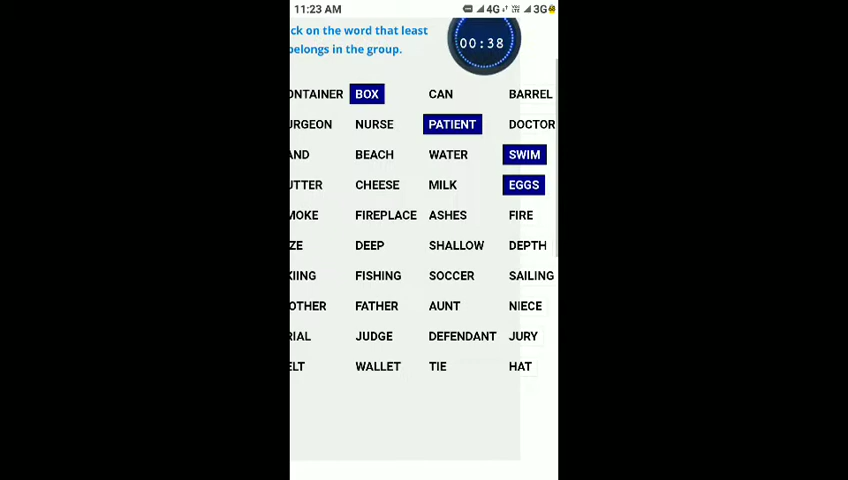 11:23 AM 4G 3G
ck on the word that least
belongs in the group.
00:38
ONTAINER BOX CAN BARREL
URGEON NURSE PATIENT DOCTOR
AND BEACH WATER SWIM
UTTER CHEESE MILK EGGS
MOKE FIREPLACE ASHES FIRE
ZE DEEP SHALLOW DEPTH
KIING FISHING SOCCER SAILING
OTHER FATHER AUNT NIECE
RIAL JUDGE DEFENDANT JURY
ELT WALLET TIE HAT